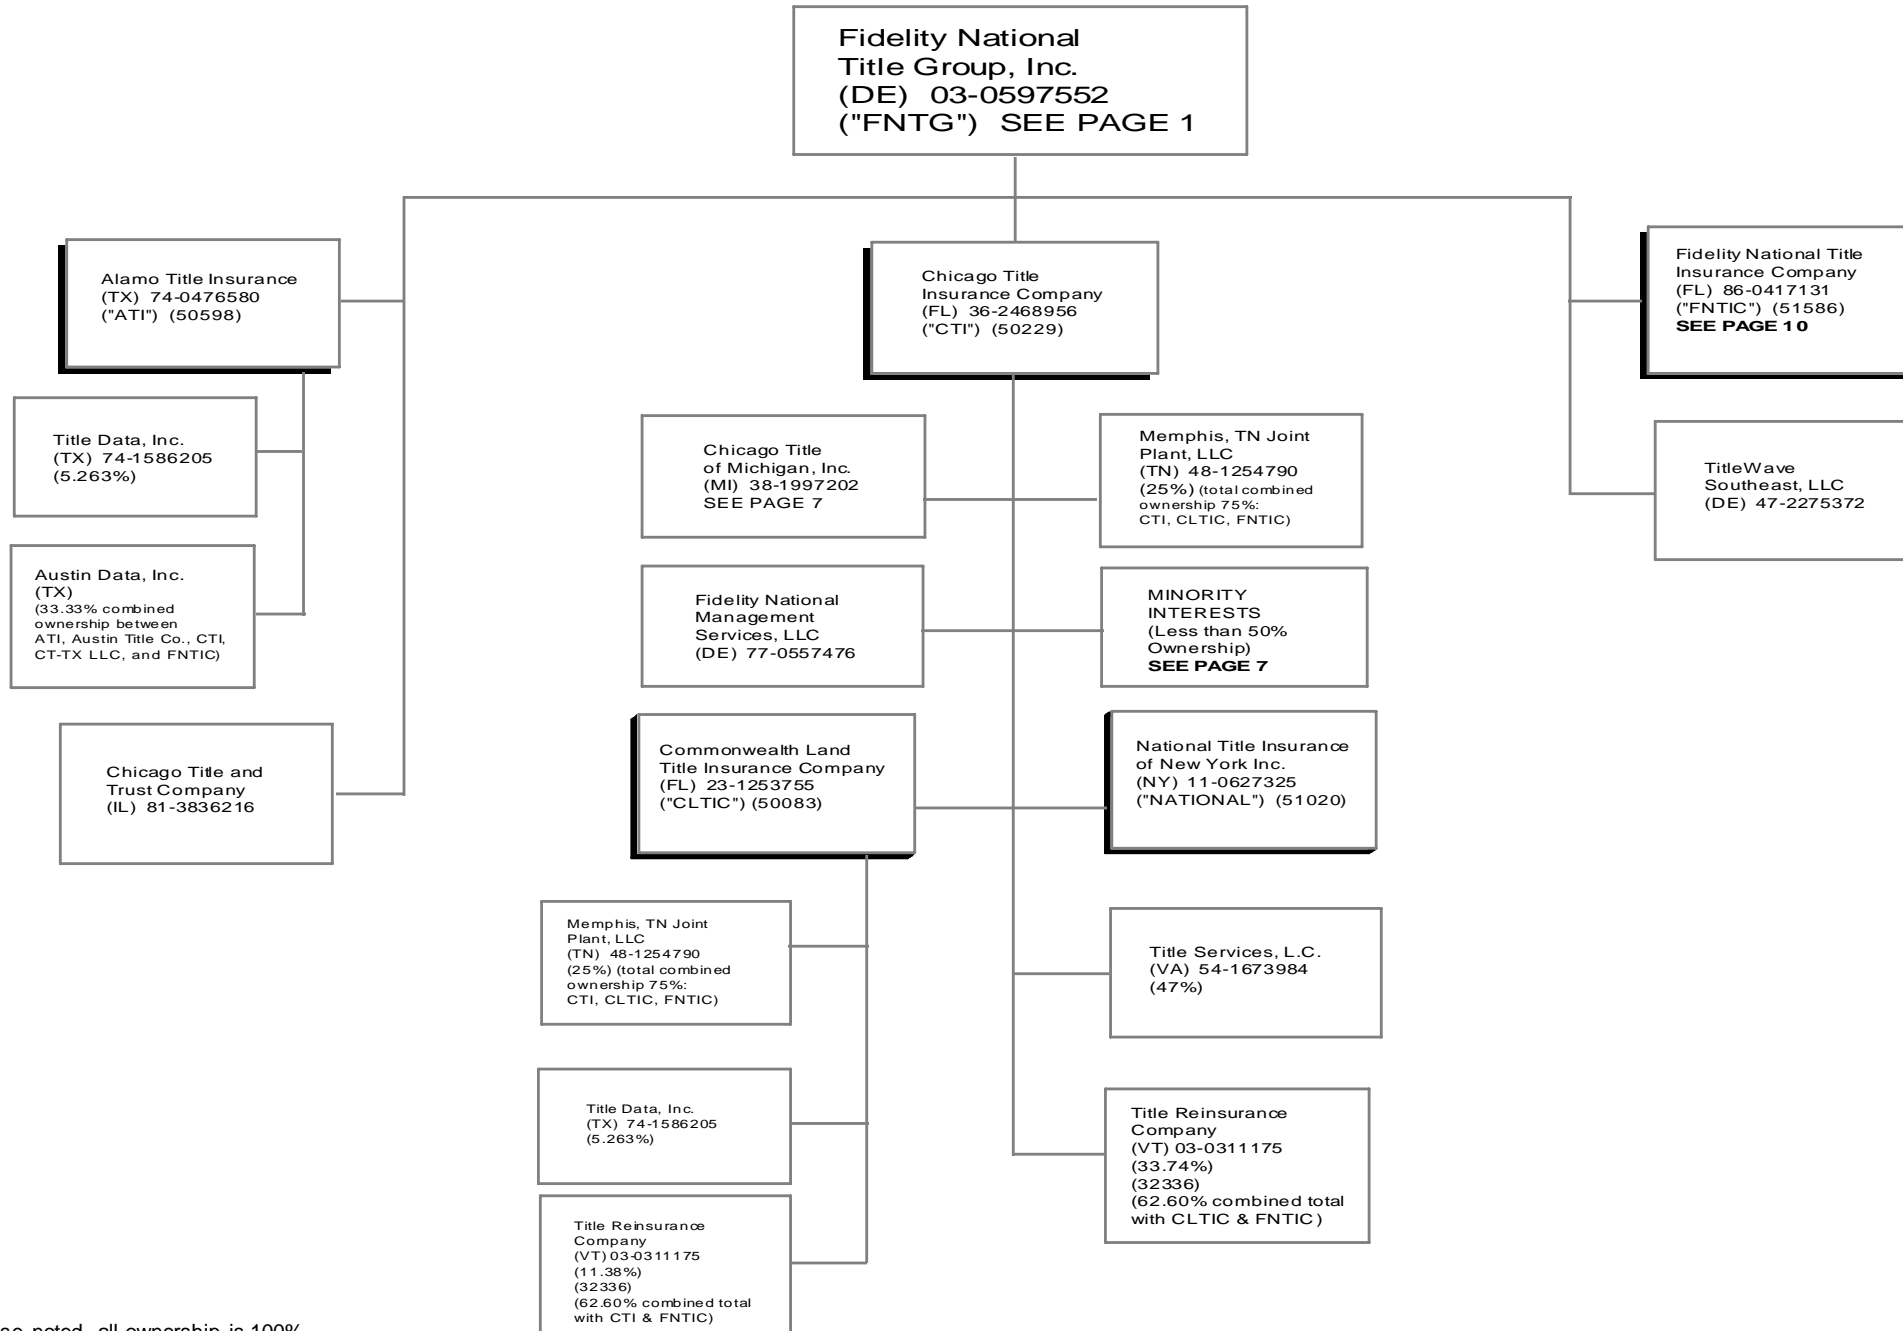 Fidelity National
Title Group, Inc.
(DE) 03-0597552
("FNTG") SEE PAGE 1
Alamo Title Insurance
(TX) 74-0476580
("ATI") (50598)
Chicago Title
Insurance Company
(FL) 36-2468956
("CTI") (50229)
Fidelity National Title
Insurance Company
(FL) 86-0417131
("FNTIC") (51586)
SEE PAGE 10
Title Data, Inc.
(TX) 74-1586205
(5.263%)
Chicago Title
of Michigan, Inc.
(MI) 38-1997202
SEE PAGE 7
Memphis, TN Joint
Plant, LLC
(TN) 48-1254790
(25%) (total combined
ownership 75%:
CTI, CLTIC, FNTIC)
TitleWave
Southeast, LLC
(DE) 47-2275372
Austin Data, Inc.
(TX)
(33.33% combined
ownership between
ATI, Austin Title Co., CTI,
CT-TX LLC, and FNTIC)
Fidelity National
Management
Services, LLC
(DE) 77-0557476
MINORITY
INTERESTS
(Less than 50%
Ownership)
SEE PAGE 7
Chicago Title and
Trust Company
(IL) 81-3836216
Commonwealth Land
Title Insurance Company
(FL) 23-1253755
("CLTIC") (50083)
National Title Insurance
of New York Inc.
(NY) 11-0627325
("NATIONAL") (51020)
Memphis, TN Joint
Plant, LLC
(TN) 48-1254790
(25%) (total combined
ownership 75%:
CTI, CLTIC, FNTIC)
Title Services, L.C.
(VA) 54-1673984
(47%)
Title Data, Inc.
(TX) 74-1586205
(5.263%)
Title Reinsurance
Company
(VT) 03-0311175
(33.74%)
(32336)
(62.60% combined total
with CLTIC & FNTIC)
Title Reinsurance
Company
(VT) 03-0311175
(11.38%)
(32336)
(62.60% combined total
with CTI & FNTIC)
noted, all ownership is 100%